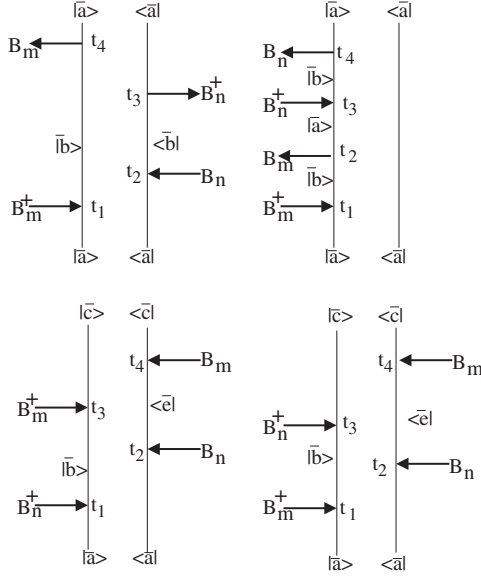 |a̅> <a̅|
B_m t_4
t_3 B_n^+
|b̅> <b̅|
t_2 B_n
B_m^+ t_1
|a̅> <a̅|
|a̅> <a̅|
B_n t_4
|b̅>
B_n^+ t_3
|a̅>
B_m t_2
|b̅>
B_m^+ t_1
|a̅> <a̅|
|c̅> <c̅|
t_4 B_m
B_m^+ t_3 <e̅|
t_2 B_n
|b̅>
B_n^+ t_1
|a̅> <a̅|
|c̅> <c̅|
t_4 B_m
B_n^+ t_3 <e̅|
|b̅>
t_2 B_n
B_m^+ t_1
|a̅> <a̅|